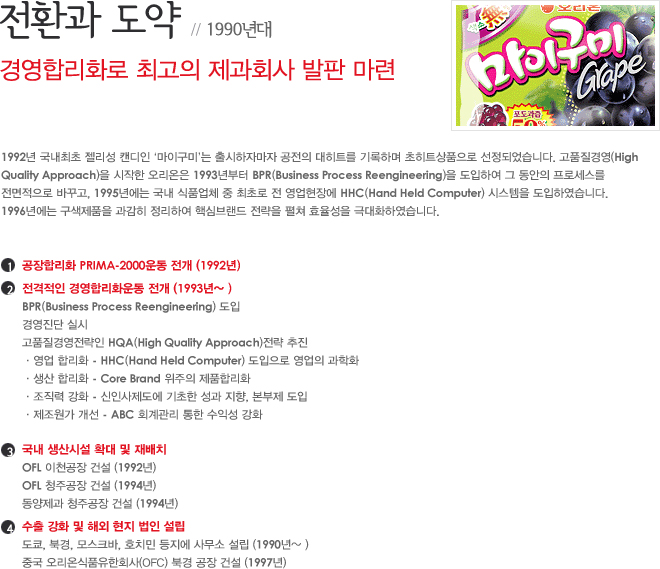 전환과 도약 // 1990년대
경영합리화로 최고의 제과회사 발판 마련
오리온
無
마이구미
Grape
포도과즙
50%
1992년 국내최초 젤리성 캔디인 '마이구미'는 출시하자마자 공전의 대히트를 기록하며 초히트상품으로 선정되었습니다. 고품질경영(High
Quality Approach)을 시작한 오리온은 1993년부터 BPR(Business Process Reengineering)을 도입하여 그 동안의 프로세스를
전면적으로 바꾸고, 1995년에는 국내 식품업체 중 최초로 전 영업현장에 HHC(Hand Held Computer) 시스템을 도입하였습니다.
1996년에는 구색제품을 과감히 정리하여 핵심브랜드 전략을 펼쳐 효율성을 극대화하였습니다.
1 공장합리화 PRIMA-2000운동 전개 (1992년)
2 전격적인 경영합리화운동 전개 (1993년~ )
BPR(Business Process Reengineering) 도입
경영진단 실시
고품질경영전략인 HQA(High Quality Approach)전략 추진
· 영업 합리화 - HHC(Hand Held Computer) 도입으로 영업의 과학화
· 생산 합리화 - Core Brand 위주의 제품합리화
· 조직력 강화 - 신인사제도에 기초한 성과 지향, 본부제 도입
· 제조원가 개선 - ABC 회계관리 통한 수익성 강화
3 국내 생산시설 확대 및 재배치
OFL 이천공장 건설 (1992년)
OFL 청주공장 건설 (1994년)
동양제과 청주공장 건설 (1994년)
4 수출 강화 및 해외 현지 법인 설립
도쿄, 북경, 모스크바, 호치민 등지에 사무소 설립 (1990년~ )
중국 오리온식품유한회사(OFC) 북경 공장 건설 (1997년)